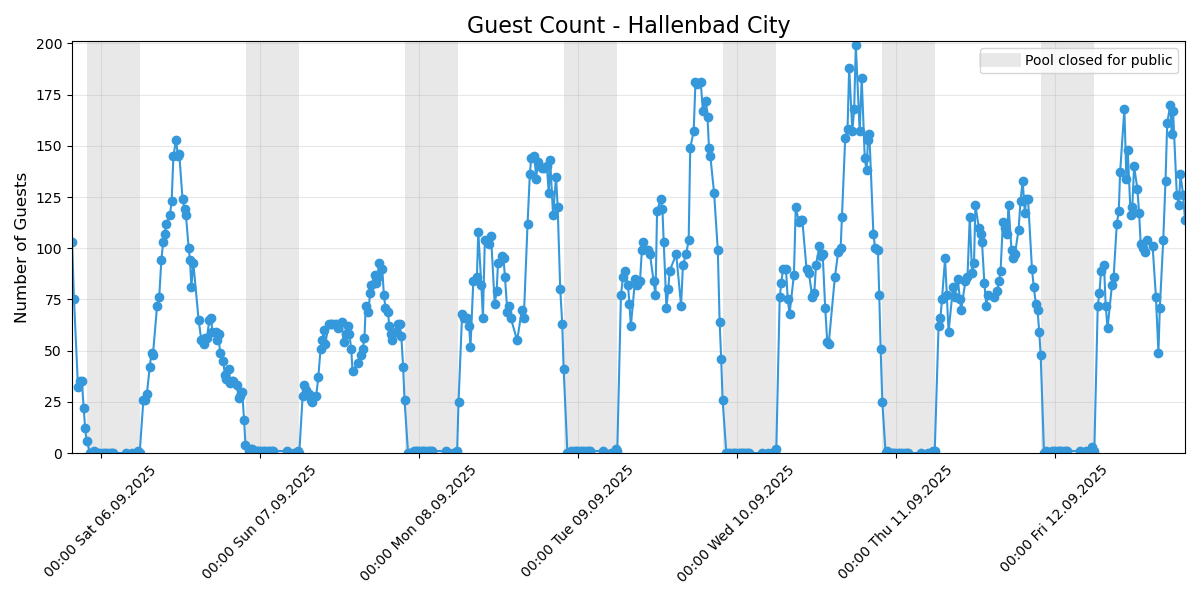 Guest Count - Hallenbad City
Pool closed for public
Number of Guests
200
175
150
125
100
75
50
25
0
00:00 Sat 06.09.2025
00:00 Sun 07.09.2025
00:00 Mon 08.09.2025
00:00 Tue 09.09.2025
00:00 Wed 10.09.2025
00:00 Thu 11.09.2025
00:00 Fri 12.09.2025